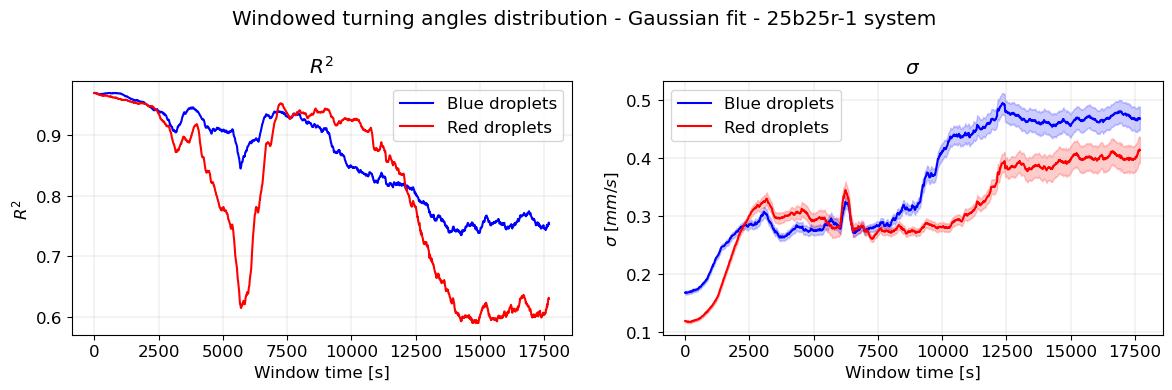 Windowed turning angles distribution - Gaussian fit - 25b25r-1 system
R²
Blue droplets
Red droplets
0.9
0.8
0.7
0.6
R²
0 2500 5000 7500 10000 12500 15000 17500
Window time [s]
σ
Blue droplets
Red droplets
0.5
0.4
0.3
0.2
0.1
σ [mm/s]
0 2500 5000 7500 10000 12500 15000 17500
Window time [s]